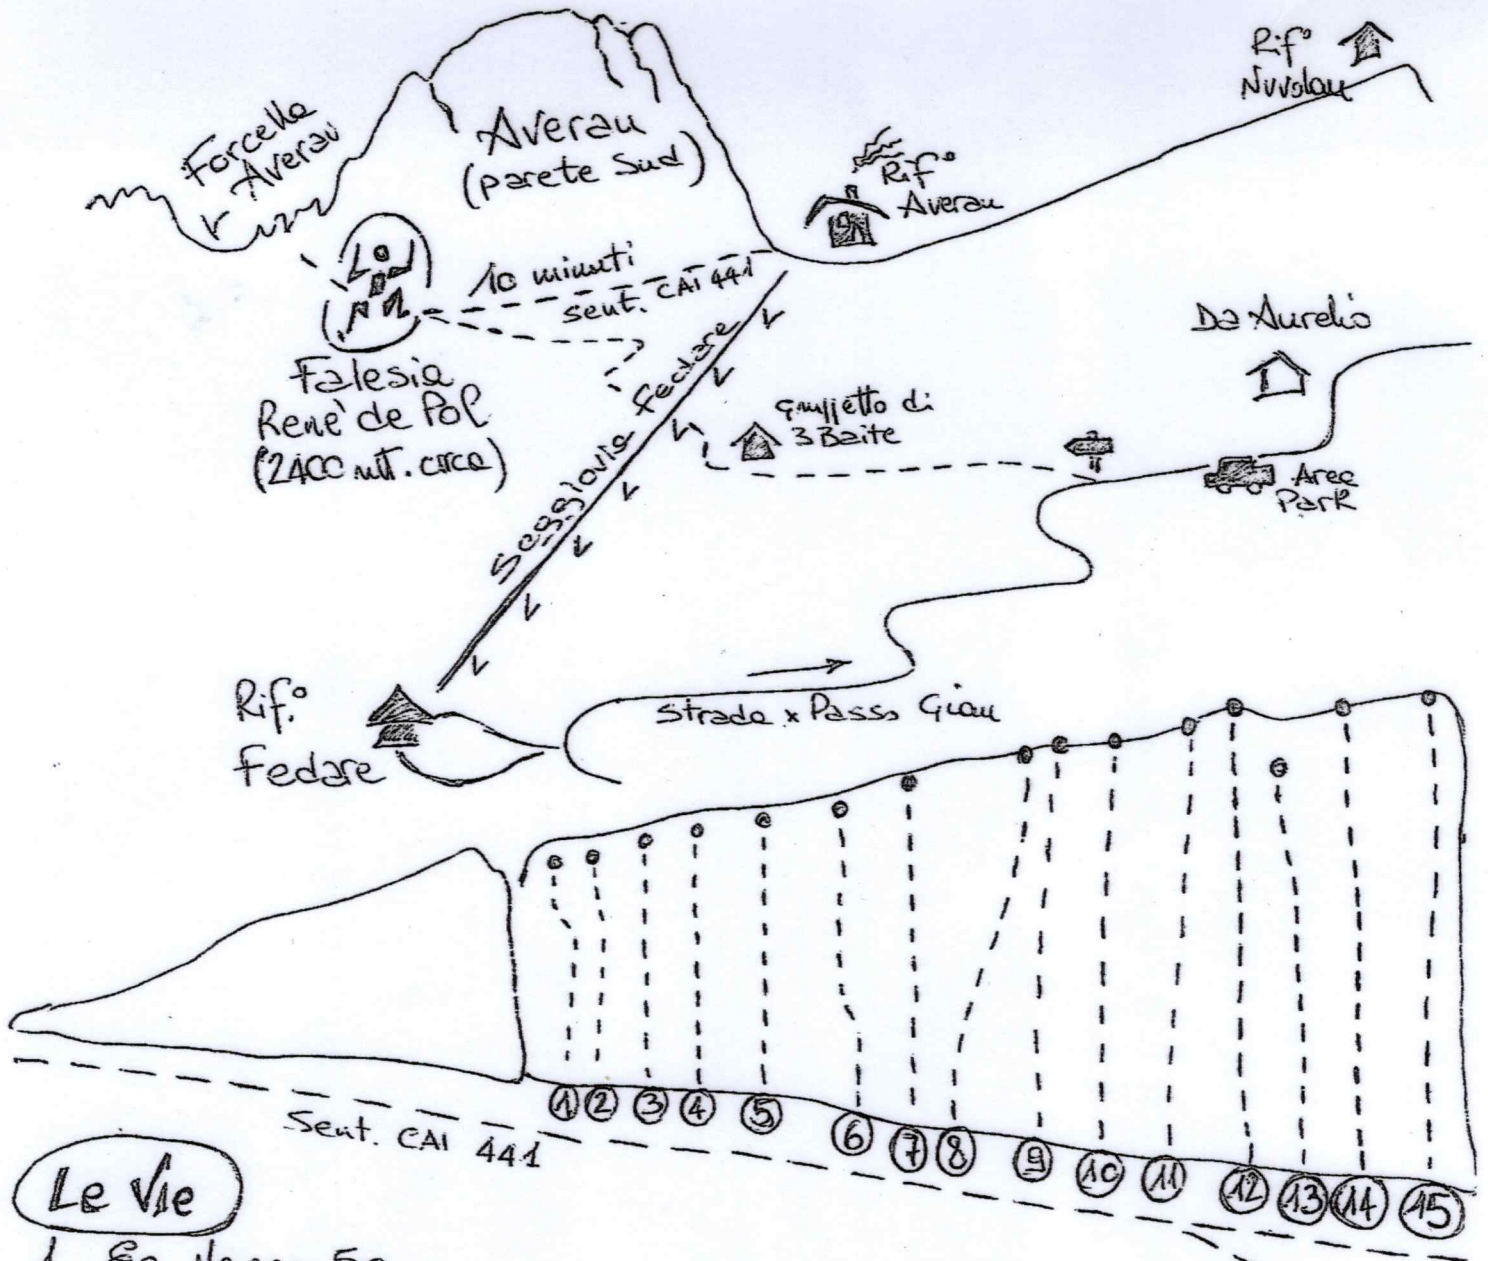 Rif°
Nuvolau
Forcella
Averau
Averau
(parete Sud)
Rif°
Averau
10 minuti
sent. CAI 441
Da Aurelio
Falesia
Renè de Pol
(2400 mt. circa)
Seggiovia Fedare
gruppetto di
3 Baite
Area
Park
Rif.°
Fedare
Strada x Passo Giau
1 2 3 4 5 6 7 8 9 10 11 12 13 14 15
Sent. CAI 441
Le Vie